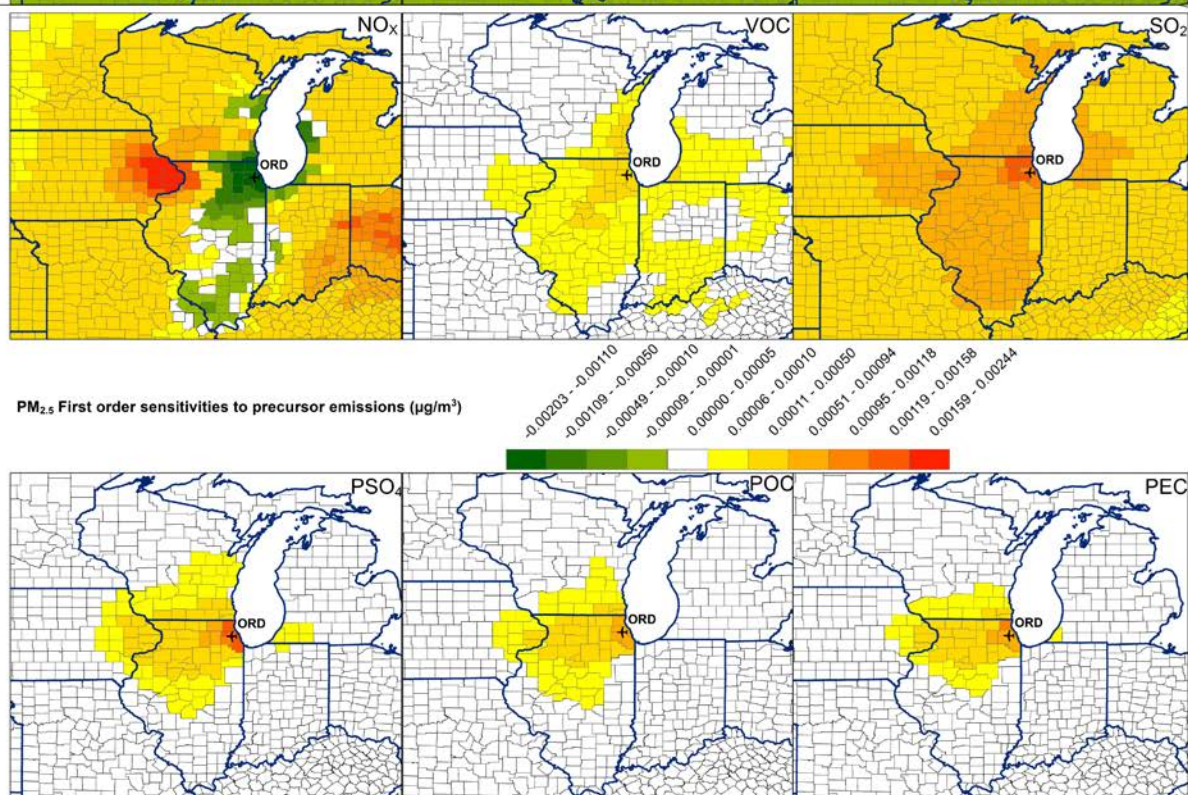 NOX
VOC
SO2
ORD
ORD
ORD
-0.00203 - -0.00110
-0.00109 - -0.00050
-0.00049 - -0.00010
-0.00009 - -0.00001
0.00000 - 0.00005
0.00006 - 0.00010
0.00011 - 0.00050
0.00051 - 0.00094
0.00095 - 0.00118
0.00119 - 0.00158
0.00159 - 0.00244
PM2.5 First order sensitivities to precursor emissions (µg/m³)
PSO4
POC
PEC
ORD
ORD
ORD